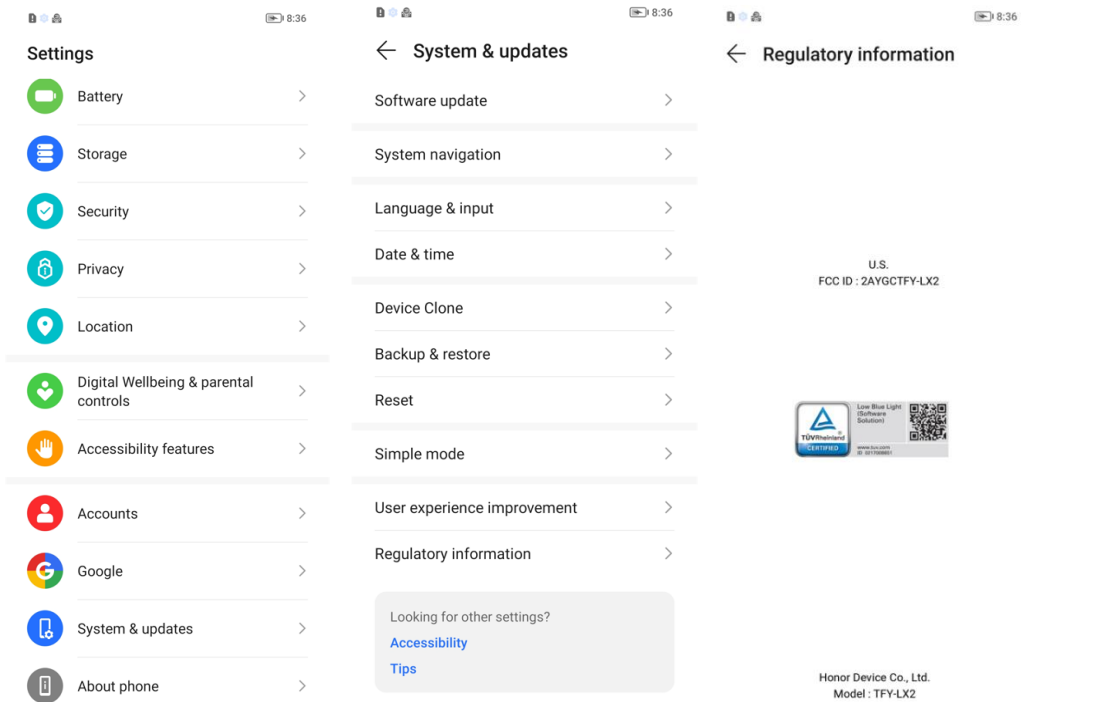 8:36
Settings
Battery
Storage
Security
Privacy
Location
Digital Wellbeing & parental
controls
Accessibility features
Accounts
Google
System & updates
About phone
8:36
System & updates
Software update
System navigation
Language & input
Date & time
Device Clone
Backup & restore
Reset
Simple mode
User experience improvement
Regulatory information
Looking for other settings?
Accessibility
Tips
8:36
Regulatory information
U.S.
FCC ID : 2AYGCTFY-LX2
TÜVRheinland
CERTIFIED
Low Blue Light
(Software
Solution)
www.tuv.com
Honor Device Co., Ltd.
Model : TFY-LX2